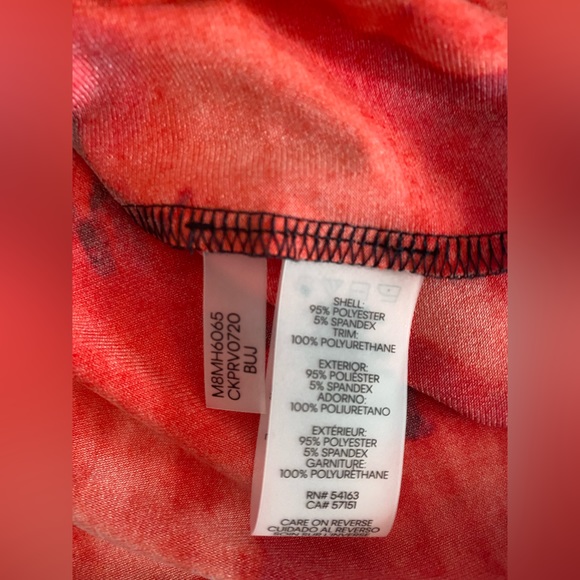 M8MH6065
CKPRV0720
BUJ
SHELL:
95% POLYESTER
5% SPANDEX
TRIM:
100% POLYURETHANE
EXTERIOR:
95% POLIÉSTER
5% SPANDEX
ADORNO:
100% POLIURETANO
EXTÉRIEUR:
95% POLYESTER
5% SPANDEX
GARNITURE:
100% POLYURÉTHANE
RN# 54163
CA# 57151
CARE ON REVERSE
CUIDADO AL REVERSO